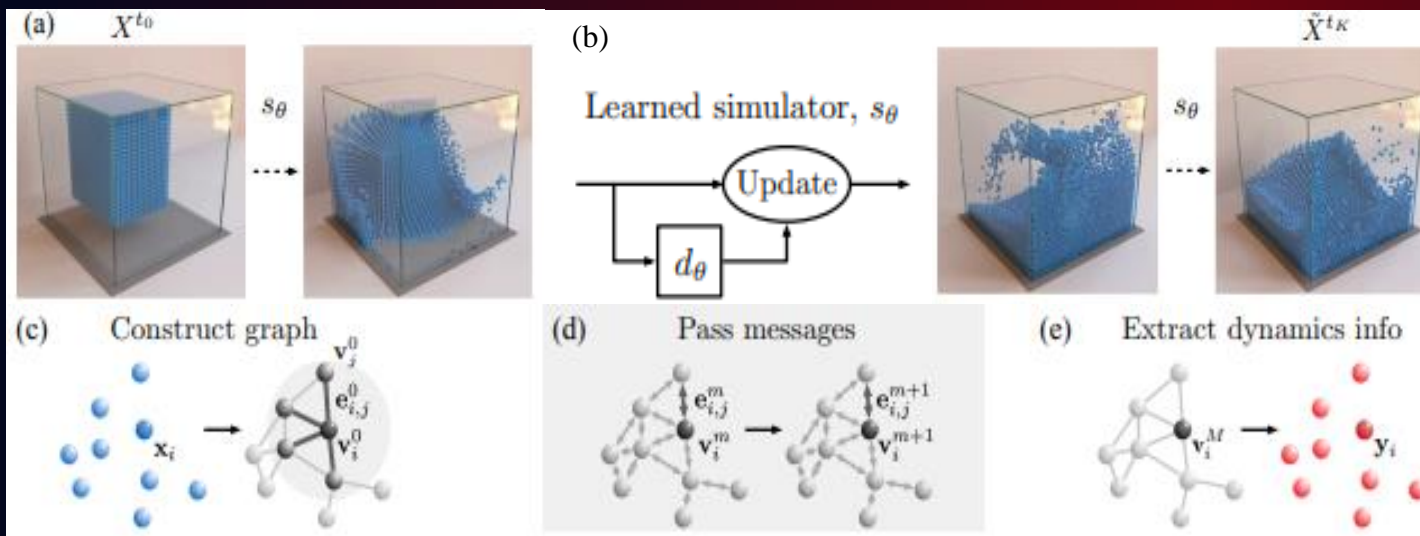 (a) X^{t_0}
s_θ
(b)
Learned simulator, s_θ
Update
d_θ
X̃^{t_K}
s_θ
(c) Construct graph
x_i
v_j^0
e_{i,j}^0
v_i^0
(d) Pass messages
e_{i,j}^m
v_i^m
e_{i,j}^{m+1}
v_i^{m+1}
(e) Extract dynamics info
v_i^M
y_i